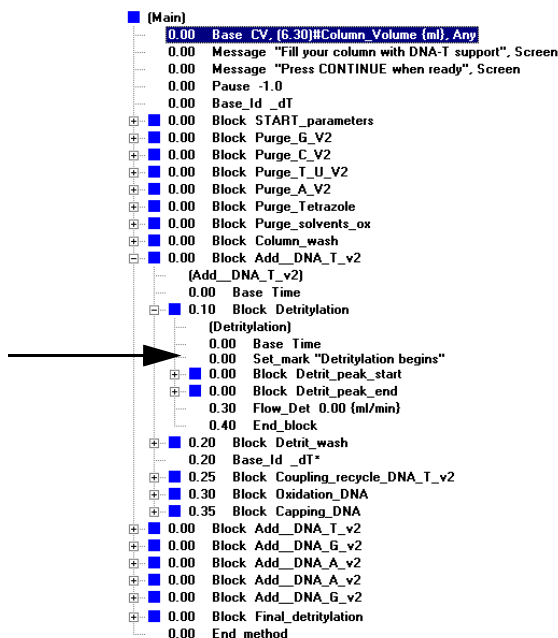 (Main)
0.00 Base CV, (6.30)#Column_Volume {ml}, Any
0.00 Message "Fill your column with DNA-T support", Screen
0.00 Message "Press CONTINUE when ready", Screen
0.00 Pause -1.0
0.00 Base_Id _dT
0.00 Block START_parameters
0.00 Block Purge_G_V2
0.00 Block Purge_C_V2
0.00 Block Purge_T_U_V2
0.00 Block Purge_A_V2
0.00 Block Purge_Tetrazole
0.00 Block Purge_solvents_ox
0.00 Block Column_wash
0.00 Block Add__DNA_T_v2
(Add__DNA_T_v2)
0.00 Base Time
0.10 Block Detritylation
(Detritylation)
0.00 Base Time
0.00 Set_mark "Detritylation begins"
0.00 Block Detrit_peak_start
0.00 Block Detrit_peak_end
0.30 Flow_Det 0.00 {ml/min}
0.40 End_block
0.20 Block Detrit_wash
0.20 Base_Id _dT*
0.25 Block Coupling_recycle_DNA_T_v2
0.30 Block Oxidation_DNA
0.35 Block Capping_DNA
0.00 Block Add__DNA_T_v2
0.00 Block Add__DNA_G_v2
0.00 Block Add__DNA_A_v2
0.00 Block Add__DNA_A_v2
0.00 Block Add__DNA_G_v2
0.00 Block Final_detritylation
0.00 End_method